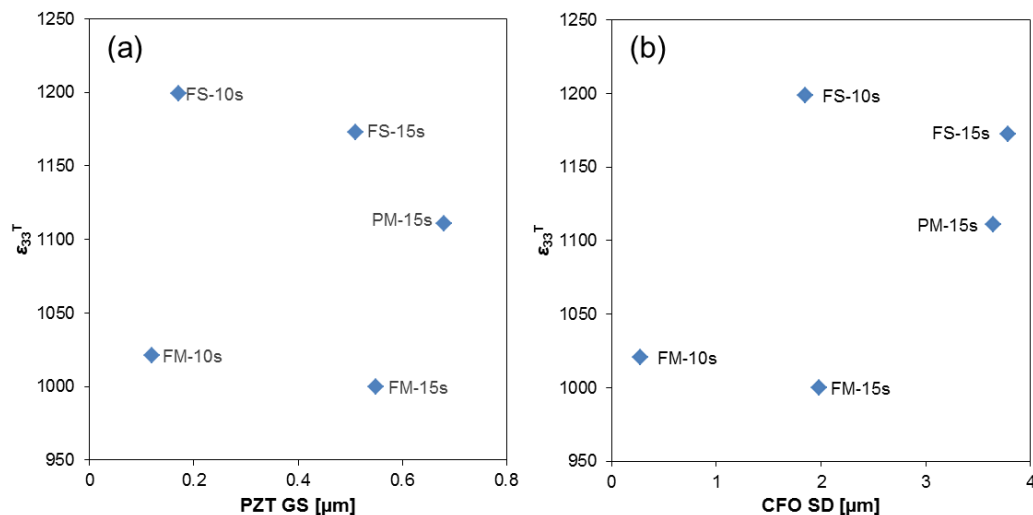 (a)
1250
1200
1150
1100
1050
1000
950
ε33T
FS-10s
FS-15s
PM-15s
FM-10s
FM-15s
0
0.2
0.4
0.6
0.8
PZT GS [µm]
(b)
1250
1200
1150
1100
1050
1000
950
ε33T
FS-10s
FS-15s
PM-15s
FM-10s
FM-15s
0
1
2
3
4
CFO SD [µm]